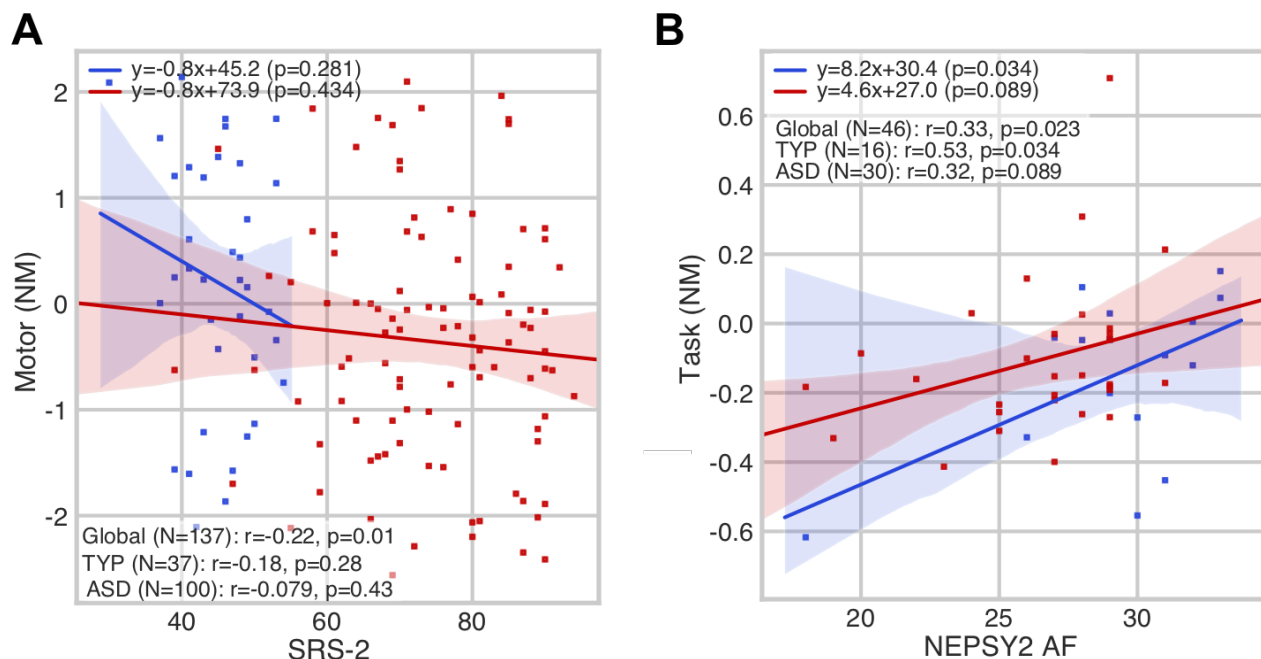 A
y=-0.8x+45.2 (p=0.281)
y=-0.8x+73.9 (p=0.434)
2
1
0
-1
-2
Motor (NM)
Global (N=137): r=-0.22, p=0.01
TYP (N=37): r=-0.18, p=0.28
ASD (N=100): r=-0.079, p=0.43
40 60 80
SRS-2
B
y=8.2x+30.4 (p=0.034)
y=4.6x+27.0 (p=0.089)
Global (N=46): r=0.33, p=0.023
TYP (N=16): r=0.53, p=0.034
ASD (N=30): r=0.32, p=0.089
0.6
0.4
0.2
0.0
-0.2
-0.4
-0.6
Task (NM)
20 25 30
NEPSY2 AF